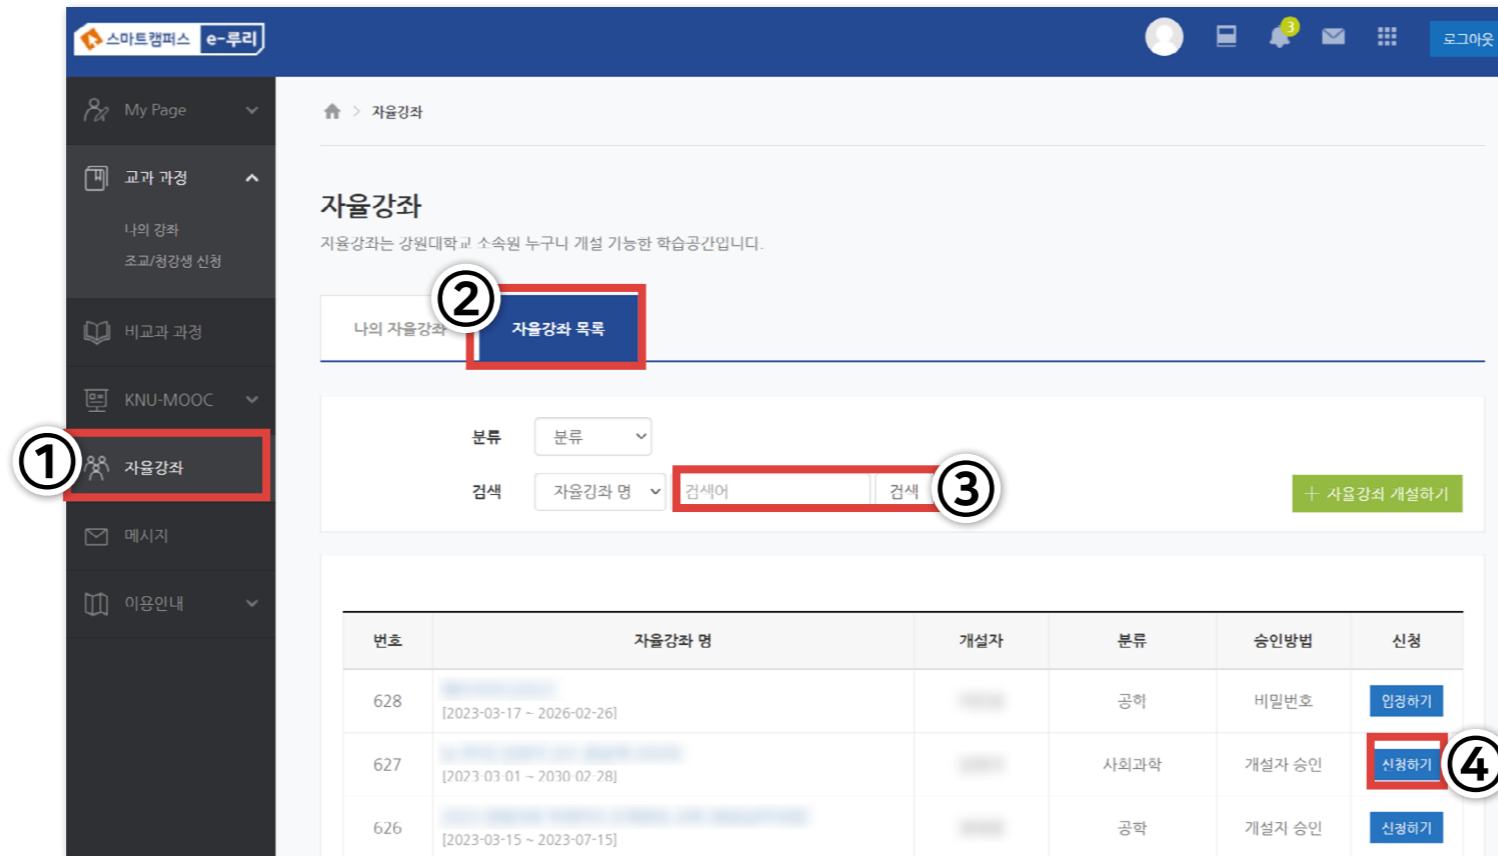 스마트캠퍼스 e-루리
3
로그아웃
My Page
교과 과정
나의 강좌
조교/청강생 신청
비교과 과정
KNU-MOOC
① 자율강좌
메시지
이용안내
> 자율강좌
자율강좌
자율강좌는 강원대학교 소속원 누구나 개설 가능한 학습공간입니다.
나의 자율강좌 ② 자율강좌 목록
분류 분류
검색 자율강좌 명 검색어 검색 ③
+ 자율강좌 개설하기
번호 자율강좌 명 개설자 분류 승인방법 신청
628 공학 비밀번호 입장하기
[2023-03-17 ~ 2026-02-26]
627 사회과학 개설자 승인 신청하기 ④
[2023-03-01 ~ 2030-02-28]
626 공학 개설자 승인 신청하기
[2023-03-15 ~ 2023-07-15]